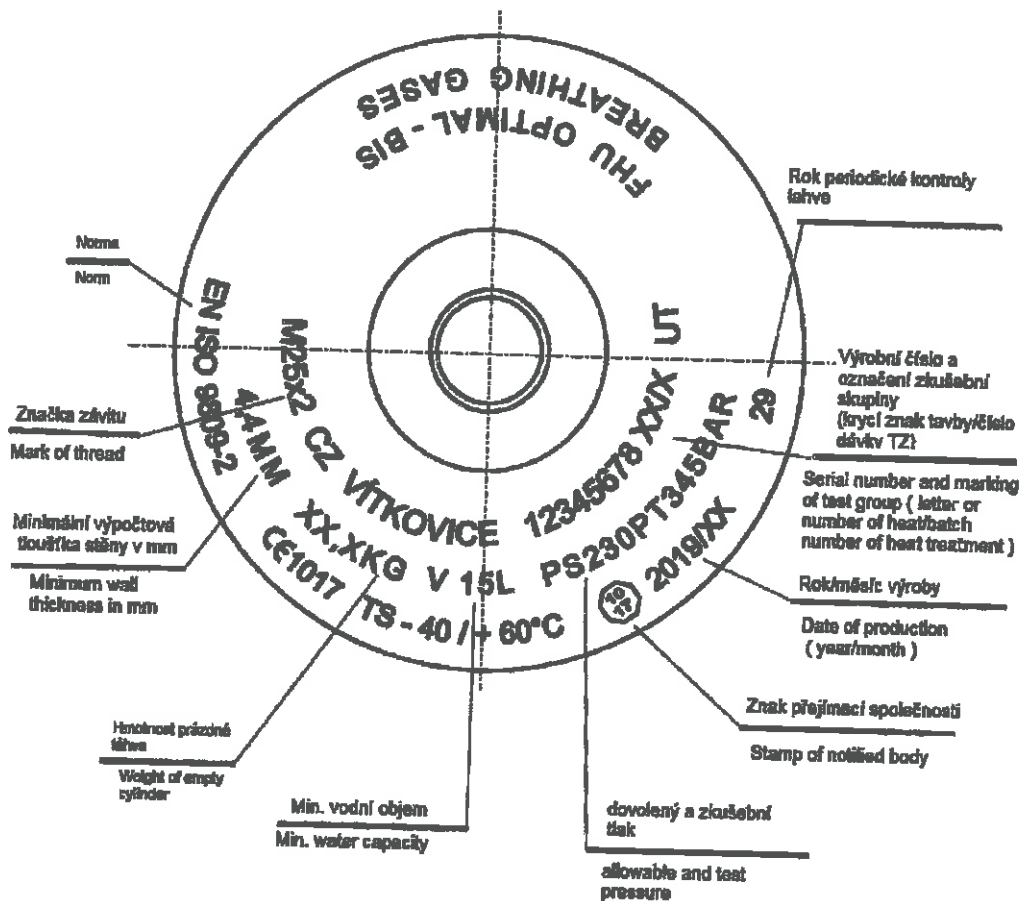 FHU OPTIMAL - BIS
BREATHING GASES
Rok periodické kontroly
lahve
Norma
Norm
EN ISO 9809-2
M25x2 CZ VÍTKOVICE 12345678 XX/X UT
4,4 MM XX,XKG V 15L PS230PT345BAR
CE1017 TS - 40 / + 60°C
10
17
2019/XX
29
Značka závitu
Mark of thread
Výrobní číslo a
označení zkušební
skupiny
(krycí znak tavby/číslo
dávky TZ)
Serial number and marking
of test group ( letter or
number of heat/batch
number of heat treatment )
Minimální výpočtová
tloušťka stěny v mm
Minimum wall
thickness in mm
Rok/měsíc výroby
Date of production
( year/month )
Hmotnost prázdné
láhve
Weight of empty
cylinder
Znak přejímací společnosti
Stamp of notified body
Min. vodní objem
Min. water capacity
dovolený a zkušební
tlak
allowable and test
pressure